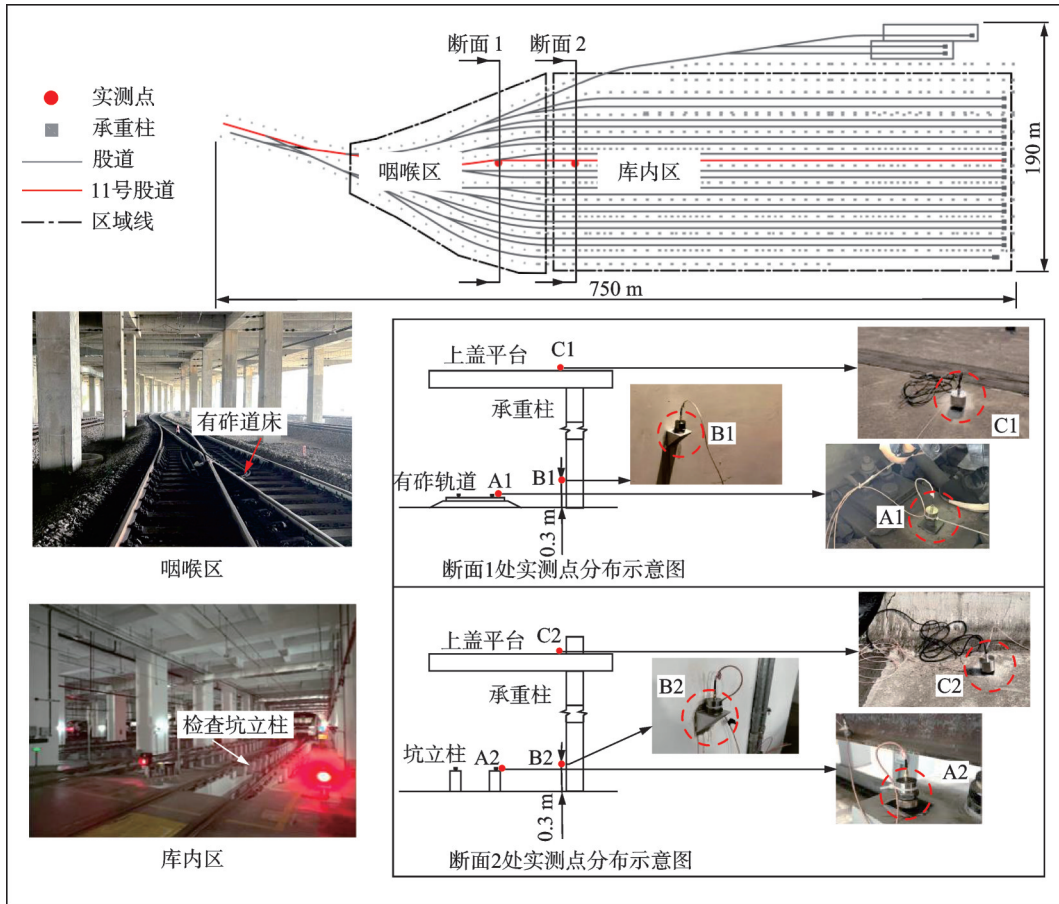 断面1
断面2
实测点
承重柱
股道
11号股道
区域线
咽喉区
库内区
190 m
750 m
有砟道床
咽喉区
检查坑立柱
库内区
上盖平台
C1
承重柱
B1
C1
有砟轨道
A1
B1
A1
0.3 m
断面1处实测点分布示意图
上盖平台
C2
承重柱
B2
C2
坑立柱
A2
B2
A2
0.3 m
断面2处实测点分布示意图